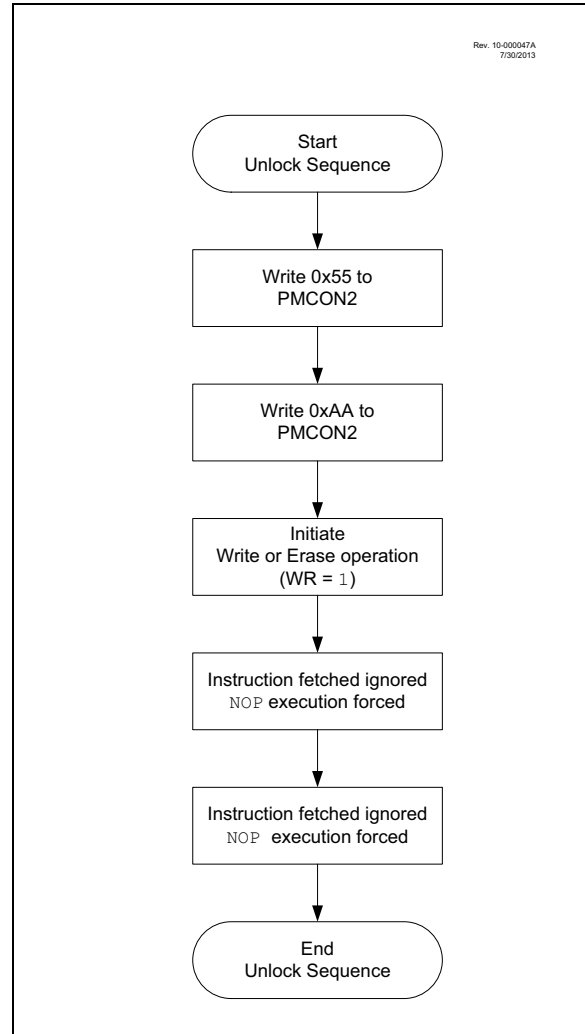 Rev. 10-000047A
7/30/2013
Start
Unlock Sequence
Write 0x55 to
PMCON2
Write 0xAA to
PMCON2
Initiate
Write or Erase operation
(WR = 1)
Instruction fetched ignored
NOP execution forced
Instruction fetched ignored
NOP execution forced
End
Unlock Sequence